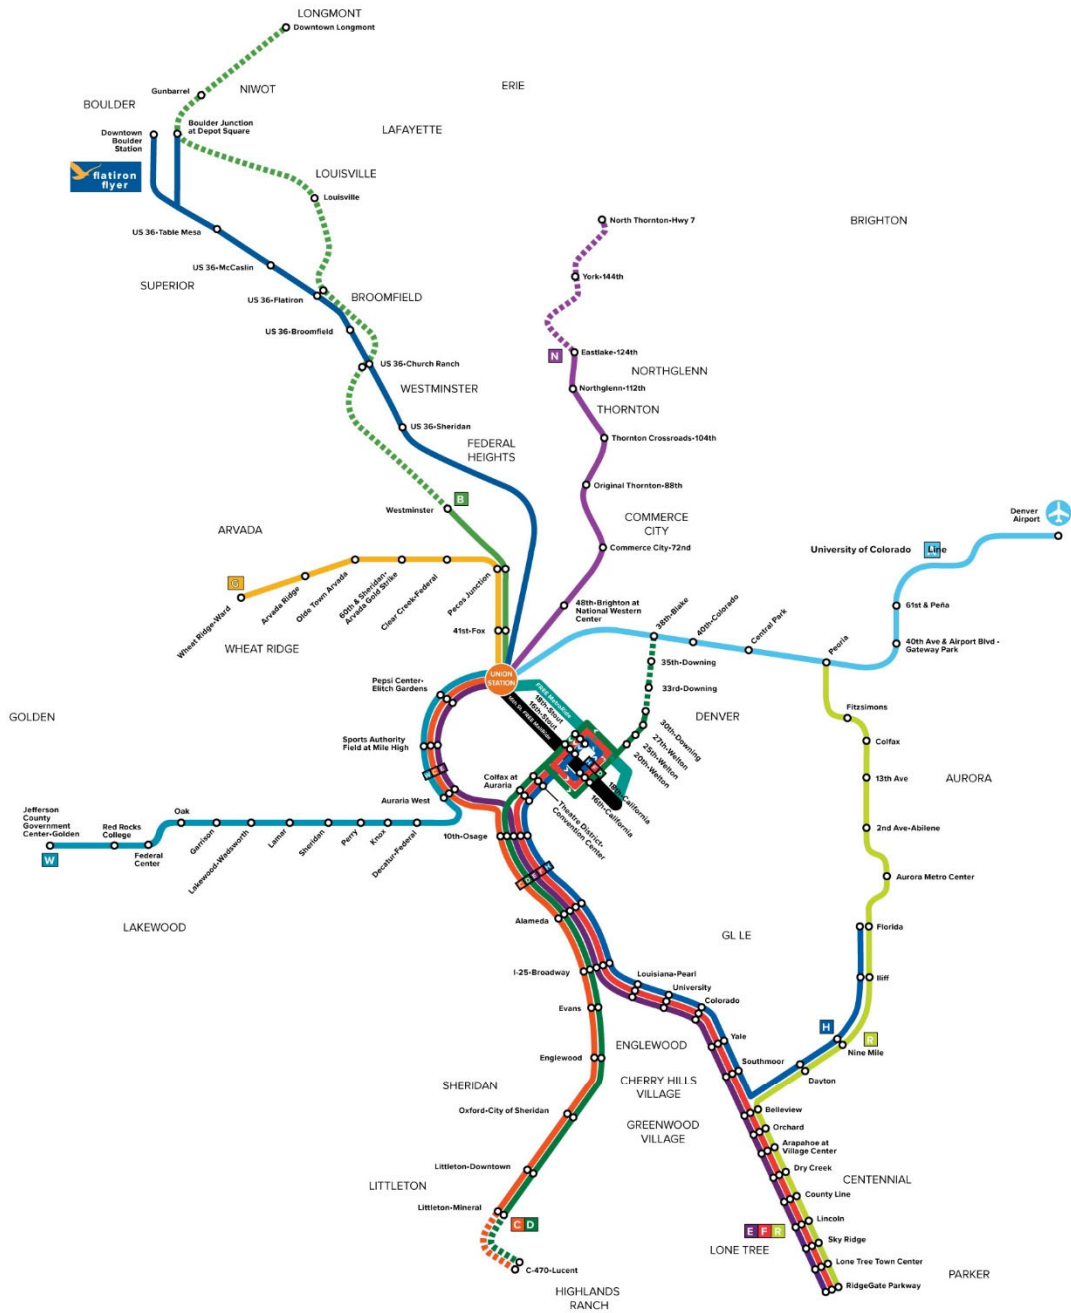 LONGMONT
Downtown Longmont
Gunbarrel
NIWOT
ERIE
BOULDER
LAFAYETTE
Downtown
Boulder
Station
Boulder Junction
at Depot Square
flatiron
flyer
LOUISVILLE
Louisville
US 36•Table Mesa
US 36•McCaslin
SUPERIOR
US 36•Flatiron
BROOMFIELD
US 36•Broomfield
US 36•Church Ranch
WESTMINSTER
US 36•Sheridan
FEDERAL
HEIGHTS
North Thornton•Hwy 7
BRIGHTON
York•144th
N
Eastlake•124th
NORTHGLENN
Northglenn•112th
THORNTON
Thornton Crossroads•104th
Original Thornton•88th
COMMERCE
CITY
Commerce City•72nd
48th•Brighton at
National Western
Center
B
Westminster
ARVADA
G
Wheat Ridge•Ward
Arvada Ridge
Olde Town Arvada
60th & Sheridan•
Arvada Gold Strike
Clear Creek•Federal
Pecos Junction
41st•Fox
WHEAT RIDGE
UNION
STATION
Denver
Airport
University of Colorado
Line
61st & Peña
40th Ave & Airport Blvd •
Gateway Park
38th•Blake
40th•Colorado
Central Park
Peoria
35th•Downing
33rd•Downing
30th•Downing
27th•Welton
25th•Welton
20th•Welton
DENVER
FREE MetroRide
18th•Stout
16th•Stout
16th St. FREE MallRide
18th•California
16th•California
Theatre District•
Convention Center
Colfax at
Auraria
Pepsi Center•
Elitch Gardens
Sports Authority
Field at Mile High
W C E
Auraria West
10th•Osage
GOLDEN
Jefferson
County
Government
Center•Golden
W
Red Rocks
College
Federal
Center
Oak
Garrison
Lakewood•Wadsworth
Lamar
Sheridan
Perry
Knox
Decatur•Federal
LAKEWOOD
Fitzsimons
Colfax
13th Ave
AURORA
2nd Ave•Abilene
Aurora Metro Center
Florida
Iliff
H
R
Nine Mile
Dayton
GL LE
C D E F H
Alameda
I-25•Broadway
Evans
Englewood
Louisiana•Pearl
University
Colorado
Yale
Southmoor
ENGLEWOOD
CHERRY HILLS
VILLAGE
GREENWOOD
VILLAGE
SHERIDAN
Oxford•City of Sheridan
Littleton•Downtown
LITTLETON
Littleton•Mineral
C D
C-470•Lucent
HIGHLANDS
RANCH
Belleview
Orchard
Arapahoe at
Village Center
Dry Creek
CENTENNIAL
County Line
Lincoln
E F R
LONE TREE
Sky Ridge
Lone Tree Town Center
RidgeGate Parkway
PARKER